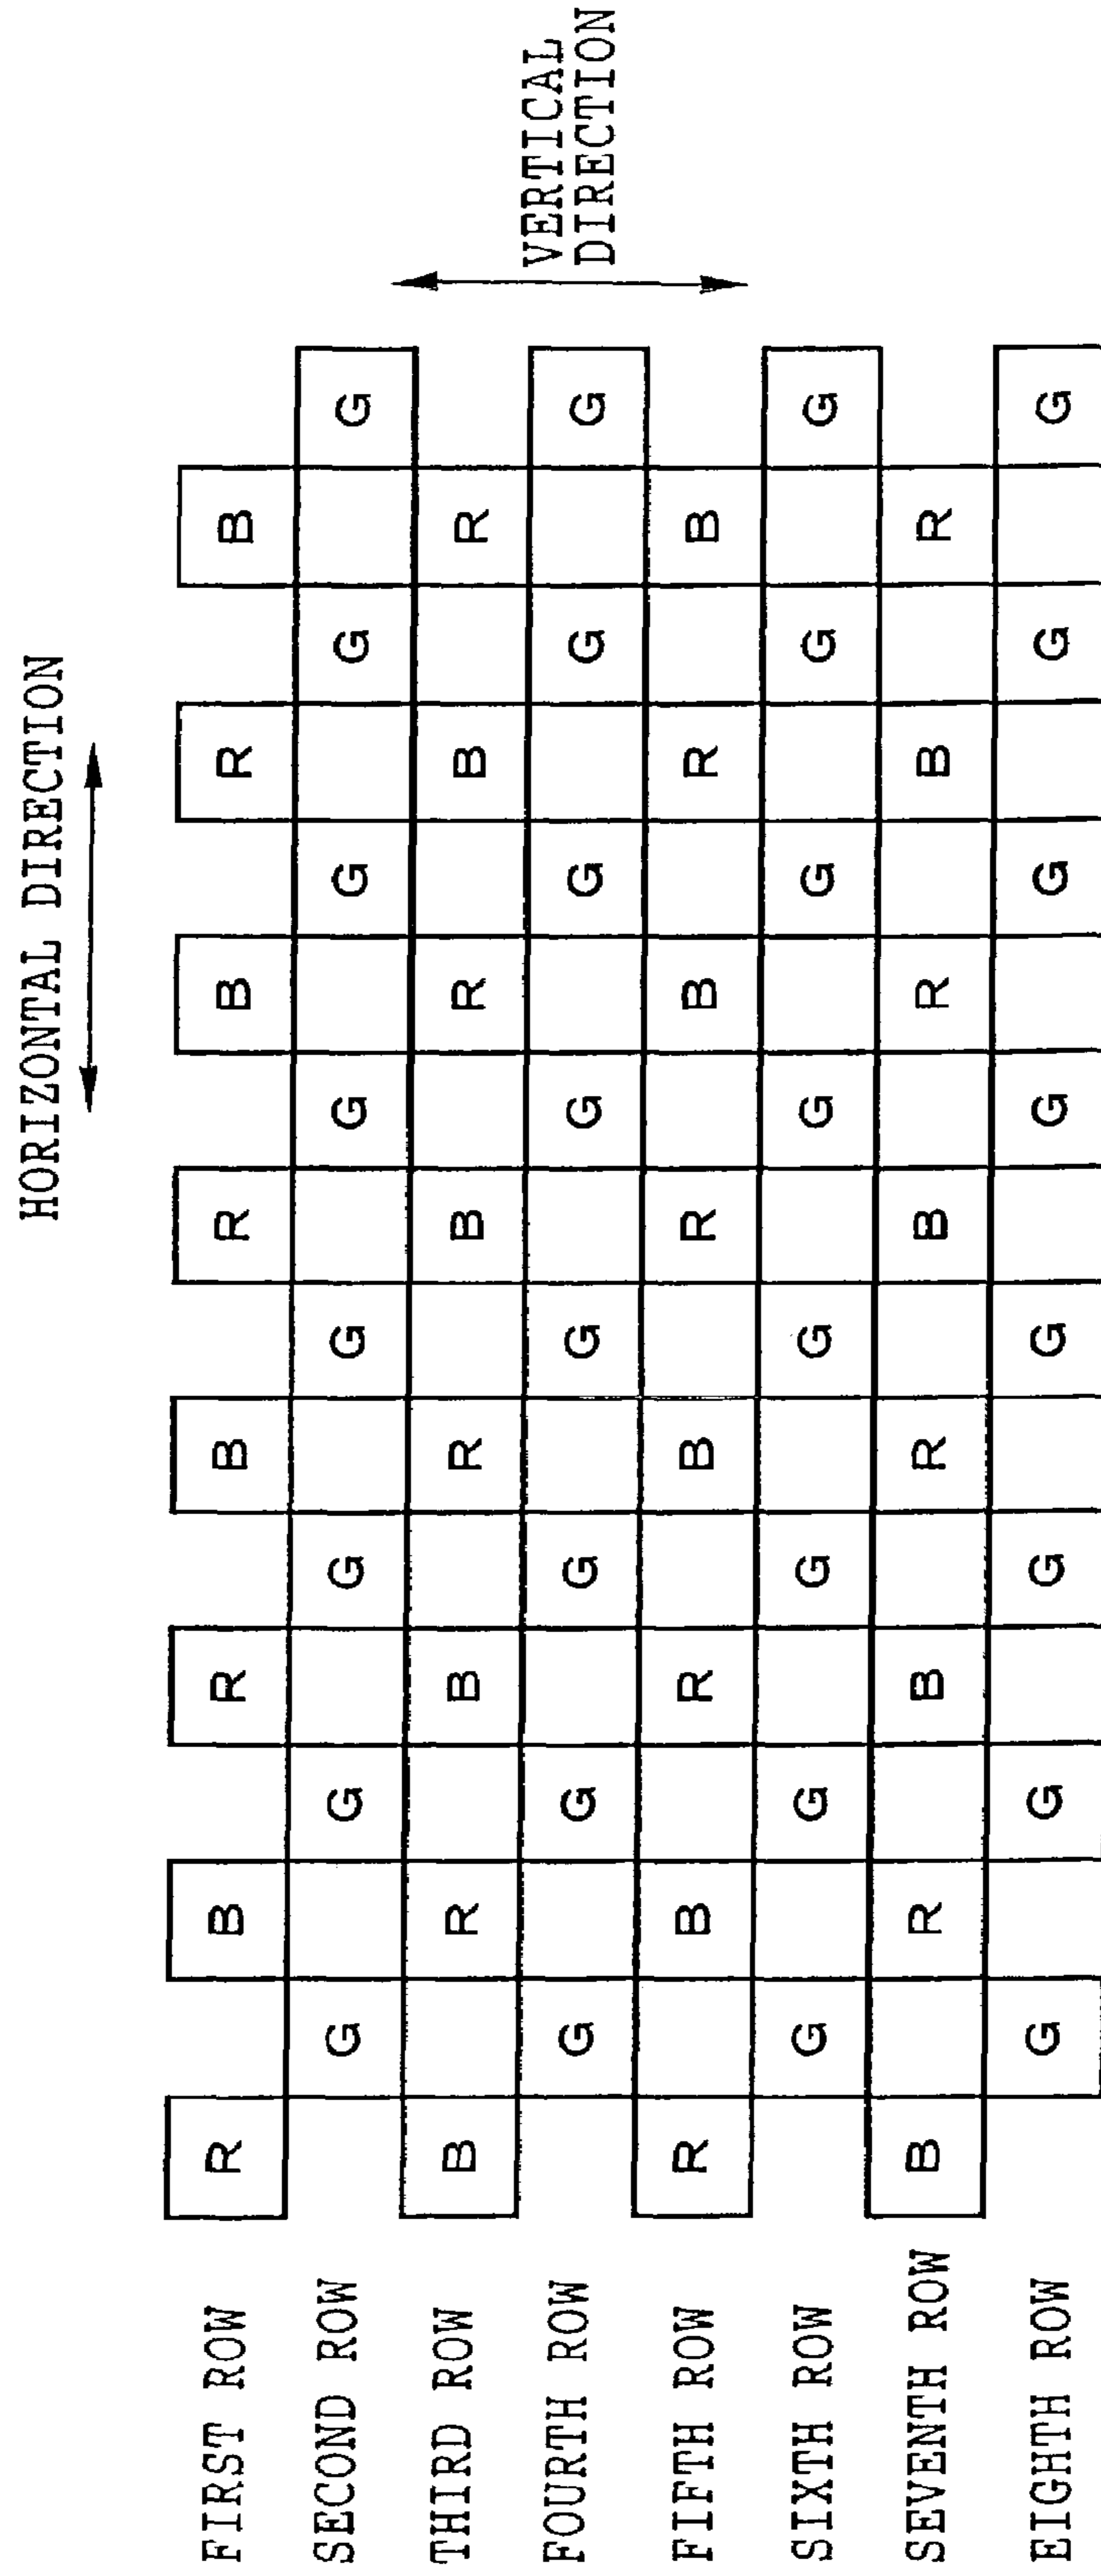 HORIZONTAL DIRECTION
FIRST ROW R B R B R B R B
SECOND ROW G G G G G G G G
THIRD ROW B R B R B R B R
FOURTH ROW G G G G G G G G
FIFTH ROW R B R B R B R B
SIXTH ROW G G G G G G G G
SEVENTH ROW B R B R B R B R
EIGHTH ROW G G G G G G G G
VERTICAL
DIRECTION